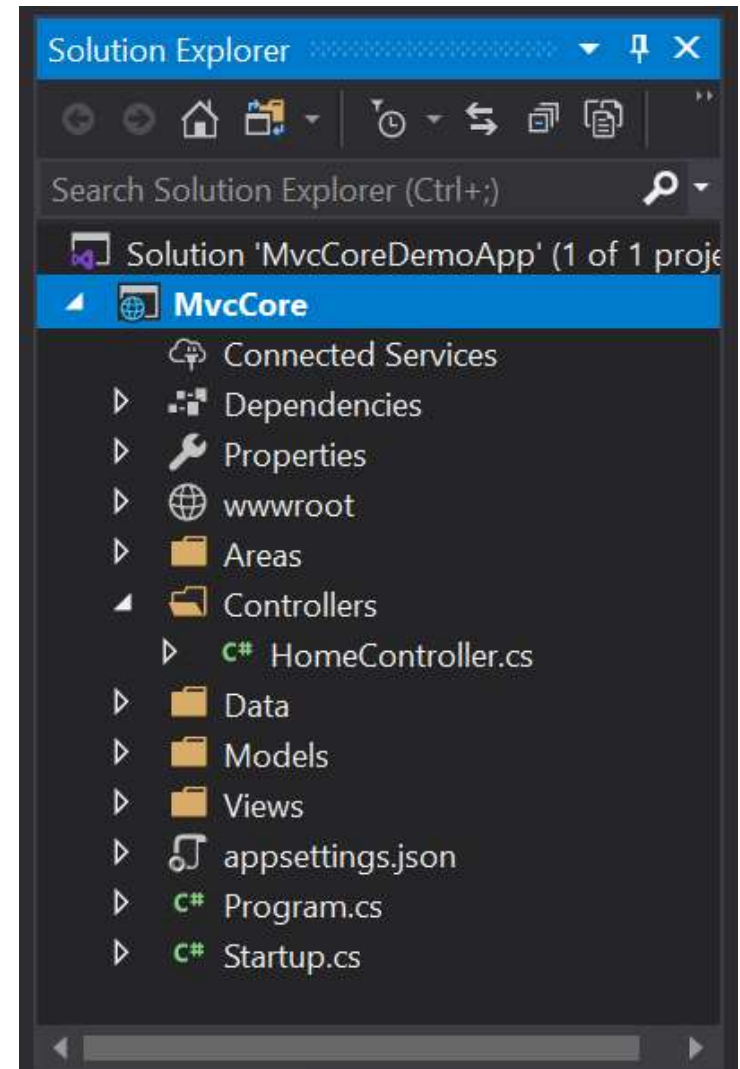 Solution Explorer
Search Solution Explorer (Ctrl+;)
Solution 'MvcCoreDemoApp' (1 of 1 proje
MvcCore
Connected Services
Dependencies
Properties
wwwroot
Areas
Controllers
C# HomeController.cs
Data
Models
Views
appsettings.json
C# Program.cs
C# Startup.cs